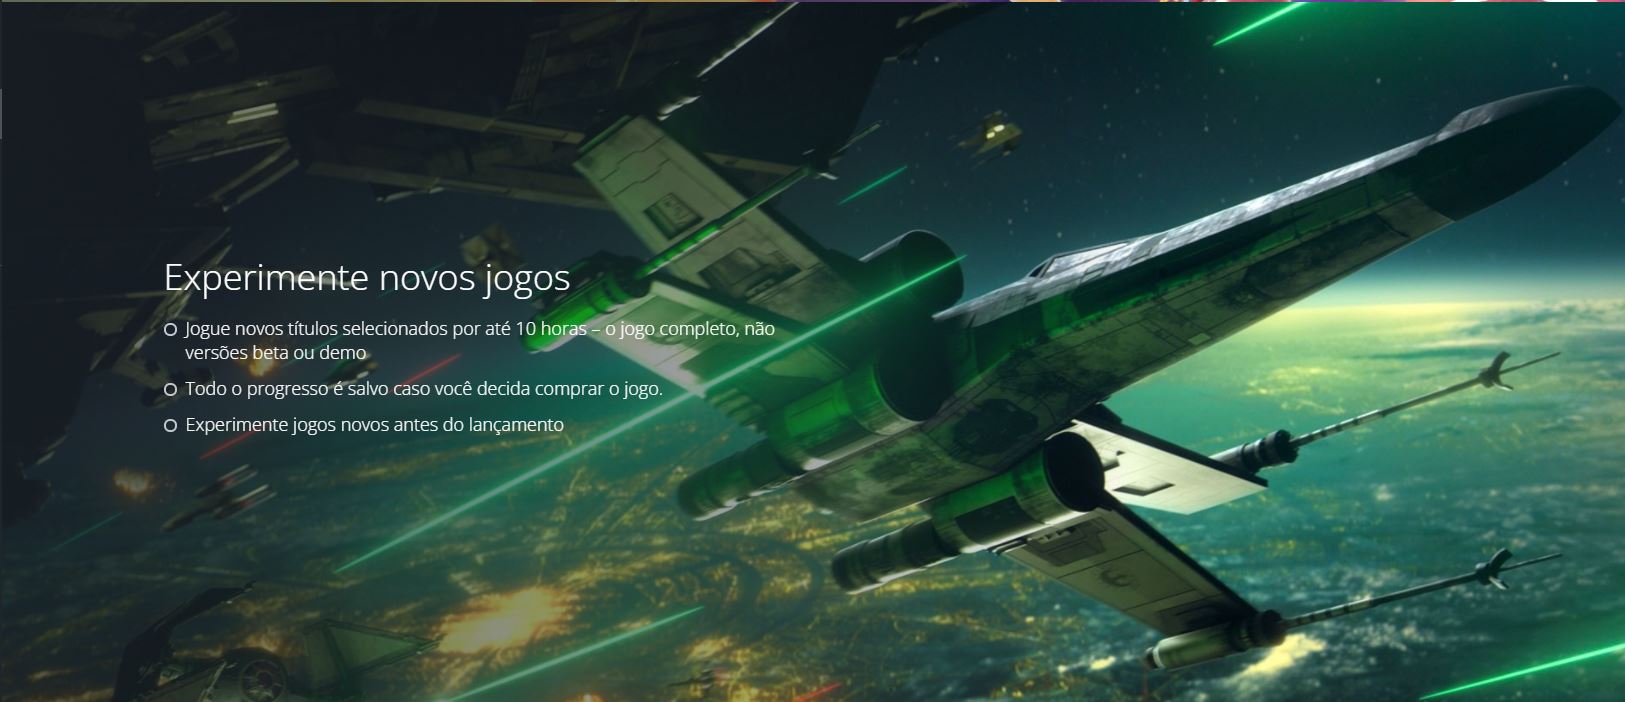 Experimente novos jogos
Jogue novos títulos selecionados por até 10 horas – o jogo completo, não
versões beta ou demo
Todo o progresso é salvo caso você decida comprar o jogo.
Experimente jogos novos antes do lançamento